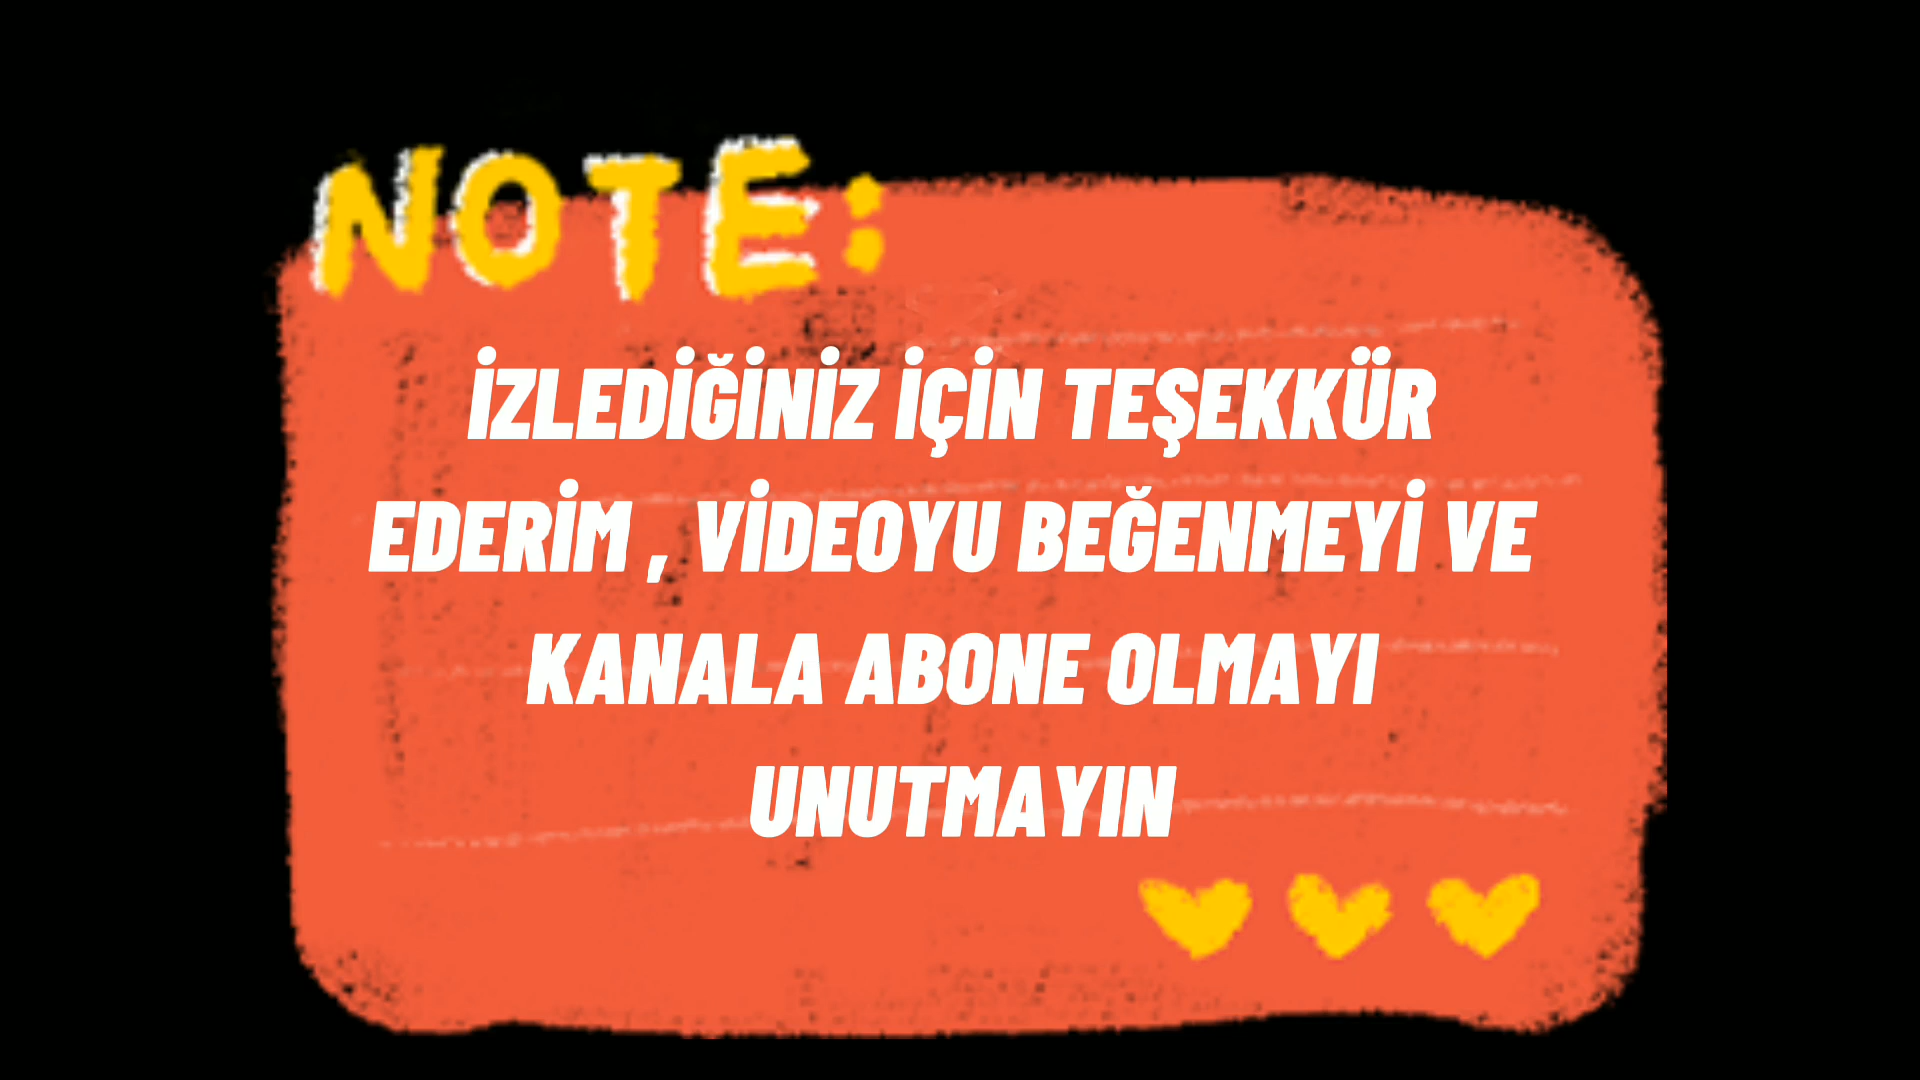 NOTE:
İZLEDİĞİNİZ İÇİN TEŞEKKÜR
EDERİM , VİDEOYU BEĞENMEYİ VE
KANALA ABONE OLMAYI
UNUTMAYIN